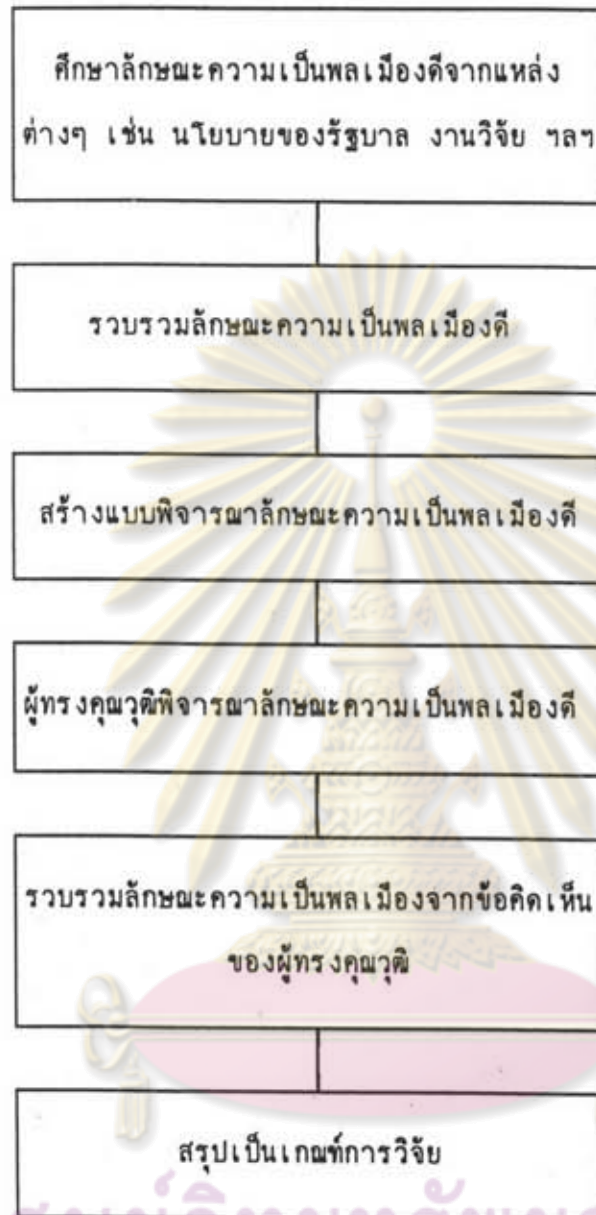 ศึกษาลักษณะความเป็นพลเมืองดีจากแหล่ง
ต่างๆ เช่น นโยบายของรัฐบาล งานวิจัย ฯลฯ
รวบรวมลักษณะความเป็นพลเมืองดี
สร้างแบบพิจารณาลักษณะความเป็นพลเมืองดี
ผู้ทรงคุณวุฒิพิจารณาลักษณะความเป็นพลเมืองดี
รวบรวมลักษณะความเป็นพลเมืองจากข้อคิดเห็น
ของผู้ทรงคุณวุฒิ
สรุปเป็นเกณฑ์การวิจัย